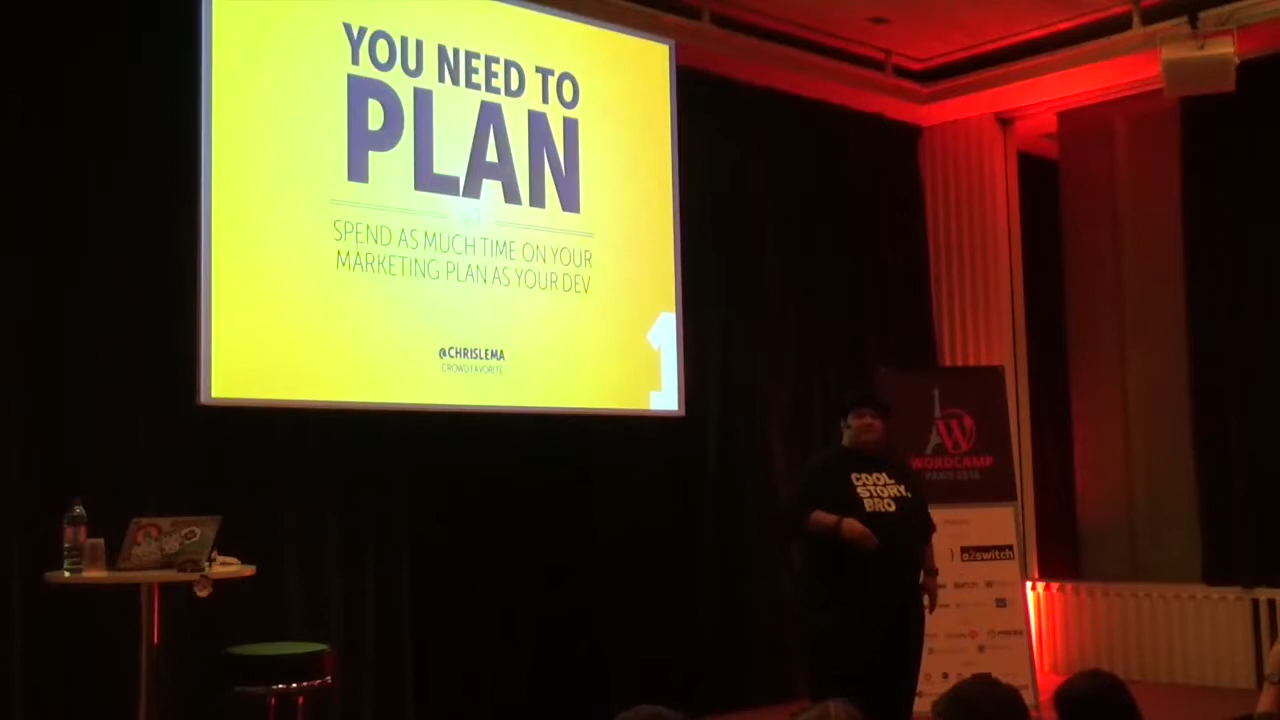 YOU NEED TO
PLAN
SPEND AS MUCH TIME ON YOUR
MARKETING PLAN AS YOUR DEV
@CHRISLEMA
CROWD FAVORITE
1
COOL
STORY,
BRO
W
WORDCAMP
PARIS 2016
o2switch